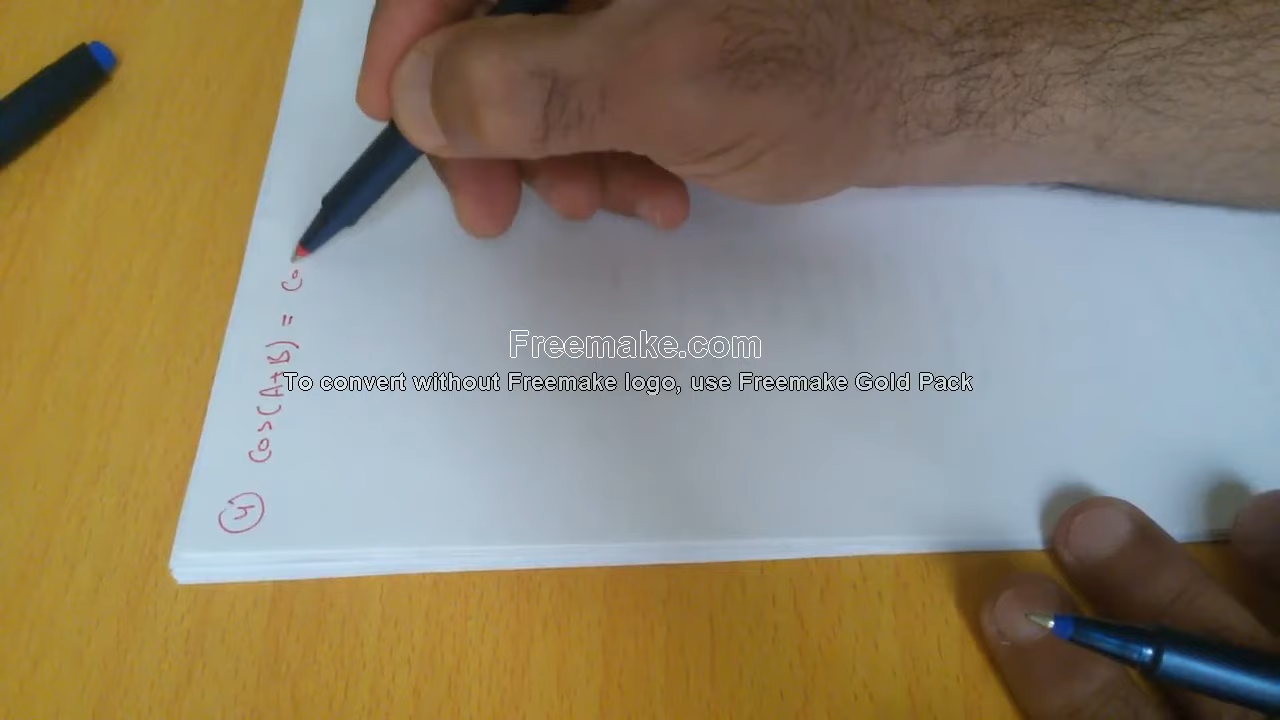 ④ Cos(A+B) = Co
Freemake.com
To convert without Freemake logo, use Freemake Gold Pack